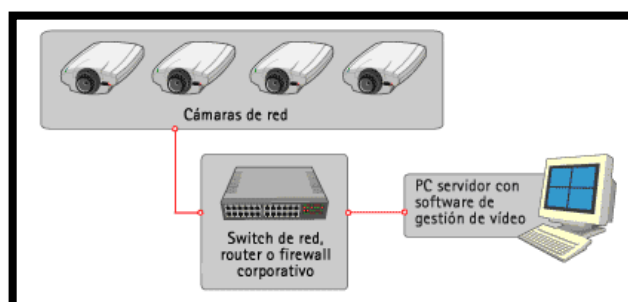 Cámaras de red
Switch de red,
router o firewall
corporativo
PC servidor con
software de
gestión de vídeo